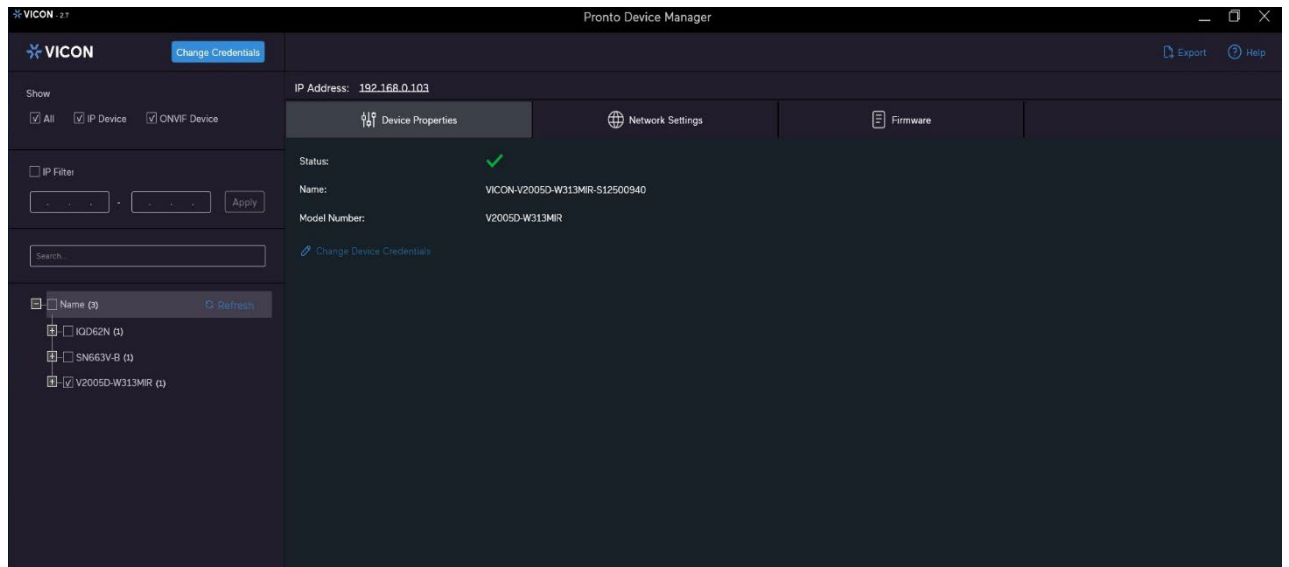 VICON - 2.7
Pronto Device Manager
VICON
Change Credentials
Export
Help
Show
All
IP Device
ONVIF Device
IP Address: 192.168.0.103
Device Properties
Network Settings
Firmware
IP Filter
. . . - . . . Apply
Search..
Status:
Name: VICON-V2005D-W313MIR-S12500940
Model Number: V2005D-W313MIR
Change Device Credentials
Name (3)
Refresh
IQD62N (1)
SN663V-B (1)
V2005D-W313MIR (1)